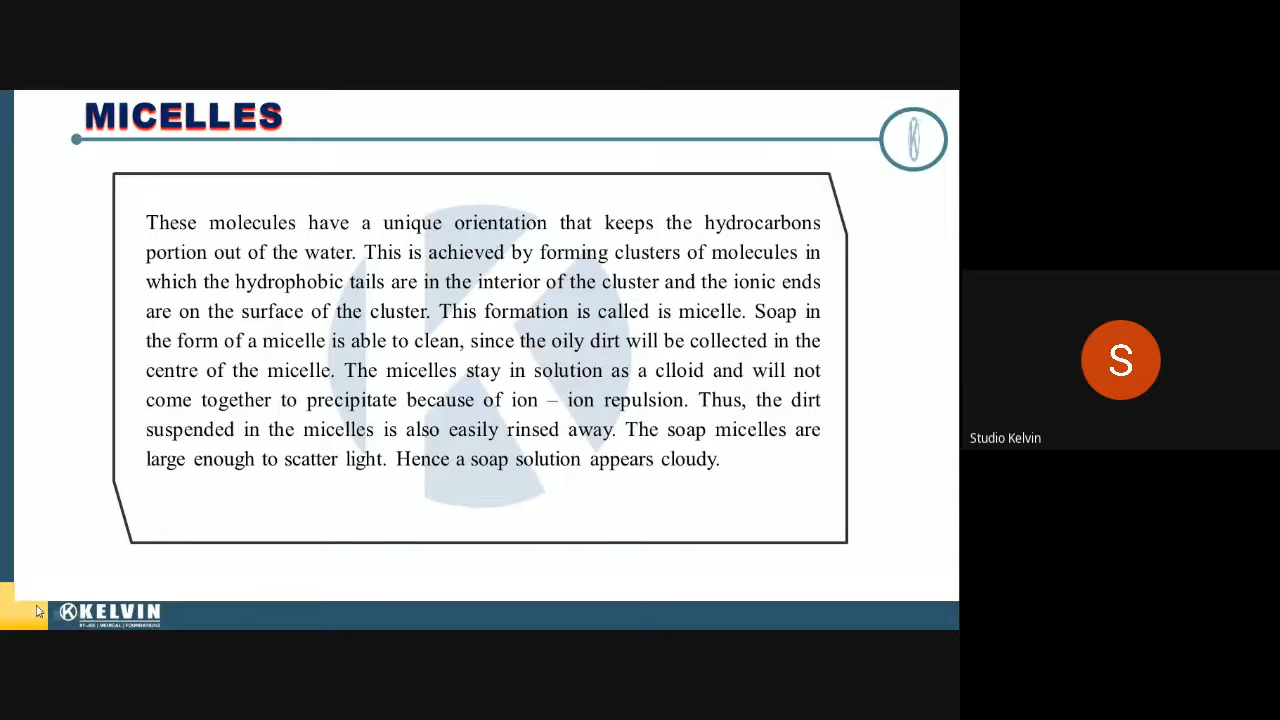 MICELLES
These molecules have a unique orientation that keeps the hydrocarbons
portion out of the water. This is achieved by forming clusters of molecules in
which the hydrophobic tails are in the interior of the cluster and the ionic ends
are on the surface of the cluster. This formation is called is micelle. Soap in
the form of a micelle is able to clean, since the oily dirt will be collected in the
centre of the micelle. The micelles stay in solution as a clloid and will not
come together to precipitate because of ion – ion repulsion. Thus, the dirt
suspended in the micelles is also easily rinsed away. The soap micelles are
large enough to scatter light. Hence a soap solution appears cloudy.
K KELVIN
IIT-JEE | MEDICAL | FOUNDATIONS
S
Studio Kelvin